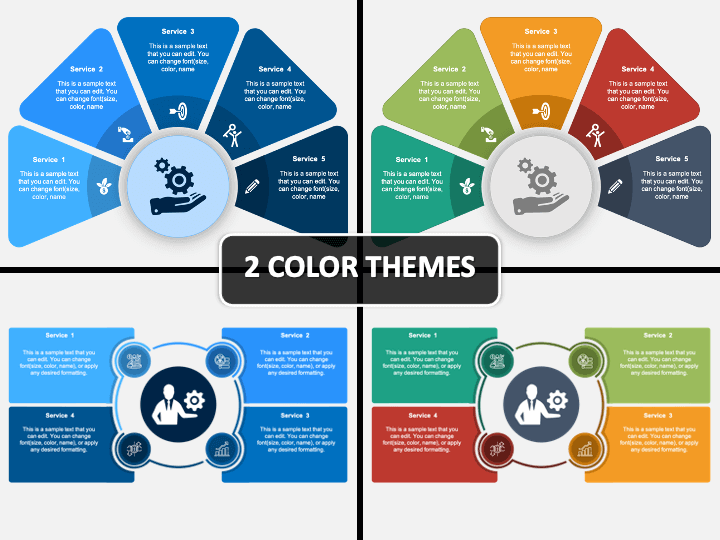 Service 3
This is a sample text
that you can edit. You
can change font(size,
color, name
Service 2
This is a sample text
that you can edit. You
can change font(size,
color, name
Service 4
This is a sample text
that you can edit. You
can change font(size,
color, name
Service 1
This is a sample text
that you can edit. You
can change font(size,
color, name
Service 5
This is a sample text
that you can edit. You
can change font(size,
color, name
Service 3
This is a sample text
that you can edit. You
can change font(size,
color, name
Service 2
This is a sample text
that you can edit. You
can change font(size,
color, name
Service 4
This is a sample text
that you can edit. You
can change font(size,
color, name
Service 1
This is a sample text
that you can edit. You
can change font(size,
color, name
Service 5
This is a sample text
that you can edit. You
can change font(size,
color, name
2 COLOR THEMES
Service 1
This is a sample text that you
can edit. You can change
font(size, color, name), or apply
any desired formatting.
Service 2
This is a sample text that you
can edit. You can change
font(size, color, name), or apply
any desired formatting.
Service 4
This is a sample text that you
can edit. You can change
font(size, color, name), or apply
any desired formatting.
Service 3
This is a sample text that you
can edit. You can change
font(size, color, name), or apply
any desired formatting.
Service 1
This is a sample text that you
can edit. You can change
font(size, color, name), or apply
any desired formatting.
Service 2
This is a sample text that you
can edit. You can change
font(size, color, name), or apply
any desired formatting.
Service 4
This is a sample text that you
can edit. You can change
font(size, color, name), or apply
any desired formatting.
Service 3
This is a sample text that you
can edit. You can change
font(size, color, name), or apply
any desired formatting.